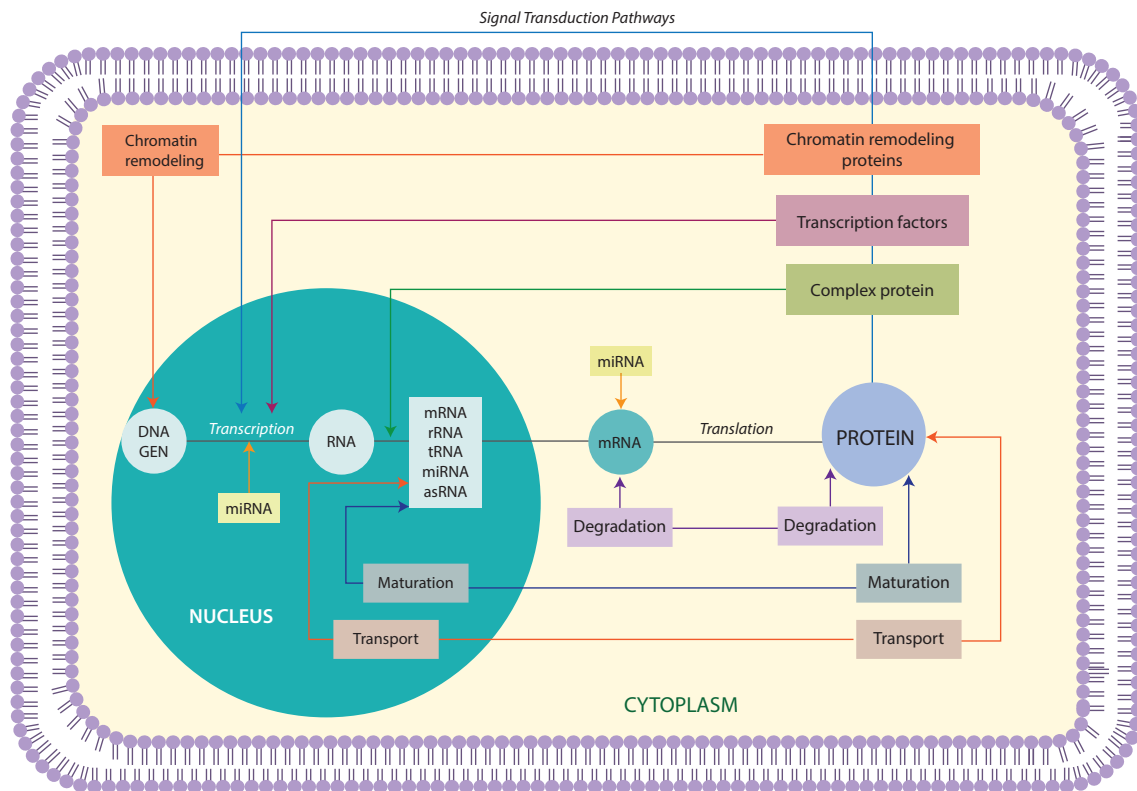 Signal Transduction Pathways
Chromatin
remodeling
Chromatin remodeling
proteins
Transcription factors
Complex protein
miRNA
DNA
GEN
Transcription
RNA
mRNA
rRNA
tRNA
miRNA
asRNA
mRNA
Translation
PROTEIN
miRNA
Degradation
Degradation
Maturation
Maturation
NUCLEUS
Transport
Transport
CYTOPLASM